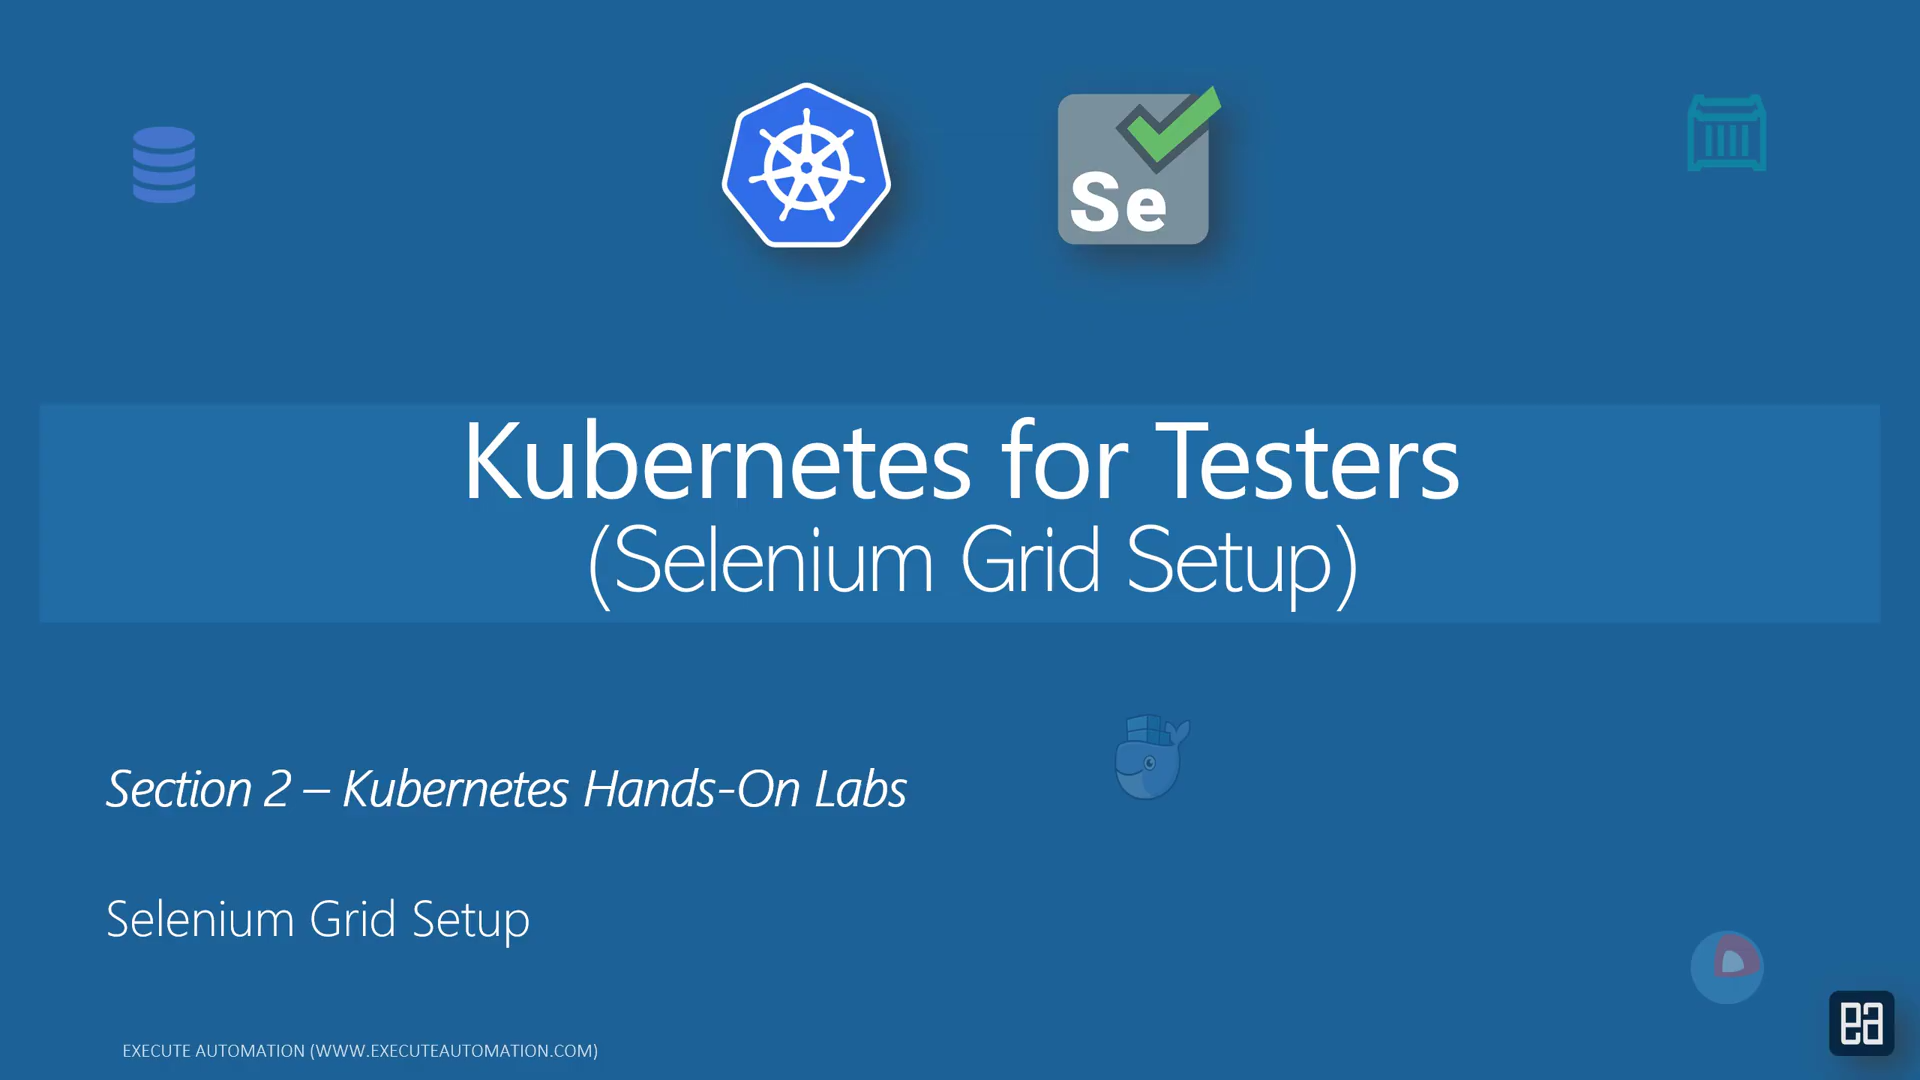 Se
Kubernetes for Testers
(Selenium Grid Setup)
Section 2 – Kubernetes Hands-On Labs
Selenium Grid Setup
EXECUTE AUTOMATION (WWW.EXECUTEAUTOMATION.COM)
ea